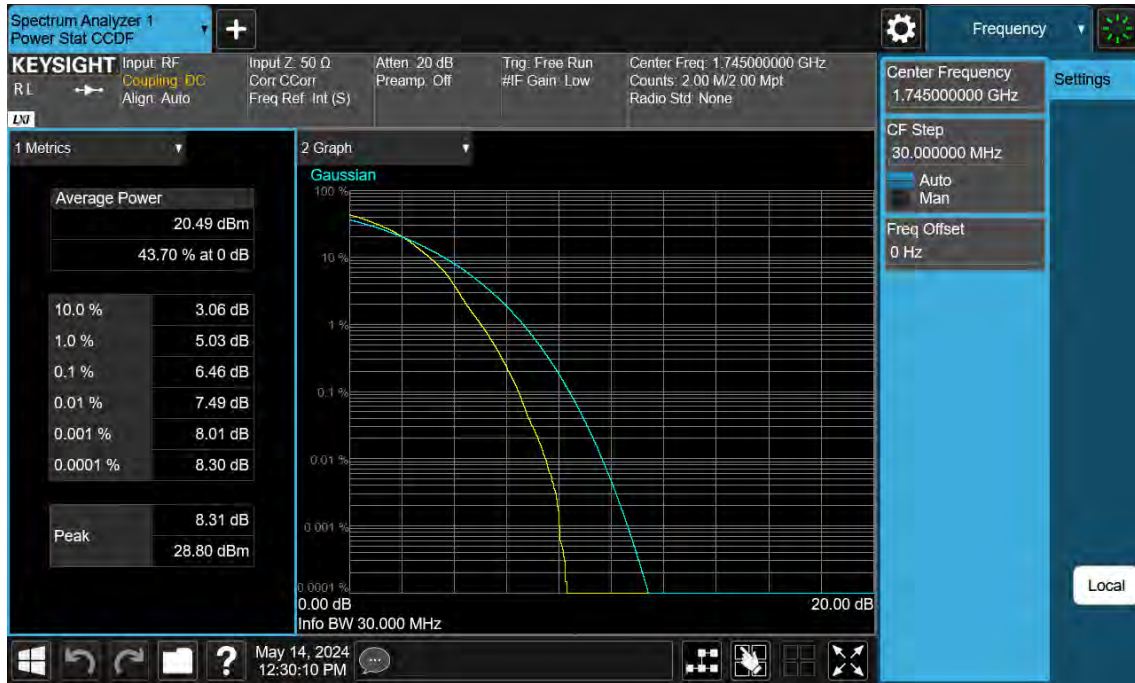 Spectrum Analyzer 1
Power Stat CCDF
+
Frequency
KEYSIGHT
RL
LXI
Input: RF
Coupling: DC
Align: Auto
Input Z: 50 Ω
Corr CCorr
Freq Ref: Int (S)
Atten: 20 dB
Preamp: Off
Trig: Free Run
#IF Gain: Low
Center Freq: 1.745000000 GHz
Counts: 2.00 M/2.00 Mpt
Radio Std: None
Center Frequency
1.745000000 GHz
Settings
CF Step
30.000000 MHz
Auto
Man
Freq Offset
0 Hz
1 Metrics
Average Power
20.49 dBm
43.70 % at 0 dB
10.0 % 3.06 dB
1.0 % 5.03 dB
0.1 % 6.46 dB
0.01 % 7.49 dB
0.001 % 8.01 dB
0.0001 % 8.30 dB
Peak 8.31 dB
28.80 dBm
2 Graph
Gaussian
100 %
10 %
1 %
0.1 %
0.01 %
0.001 %
0.0001 %
0.00 dB 20.00 dB
Info BW 30.000 MHz
Local
?
May 14, 2024
12:30:10 PM